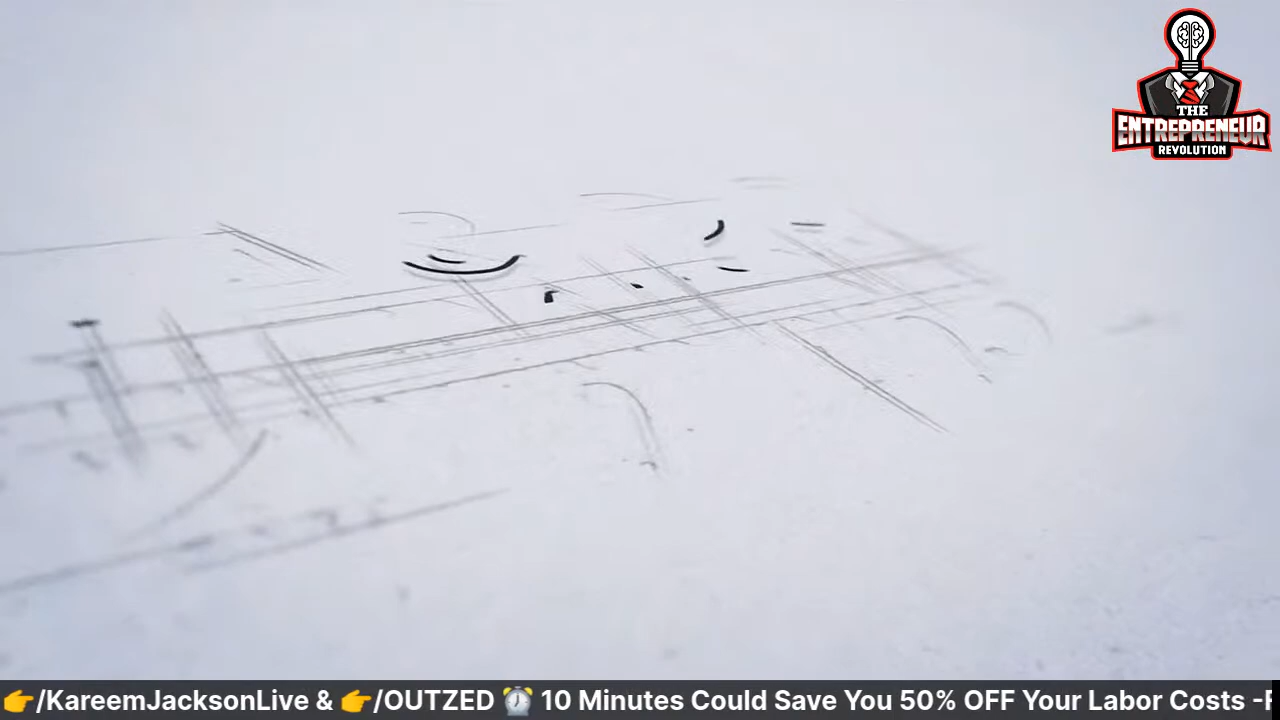 THE
ENTREPRENEUR
REVOLUTION
👉/KareemJacksonLive & 👉/OUTZED ⏰ 10 Minutes Could Save You 50% OFF Your Labor Costs -